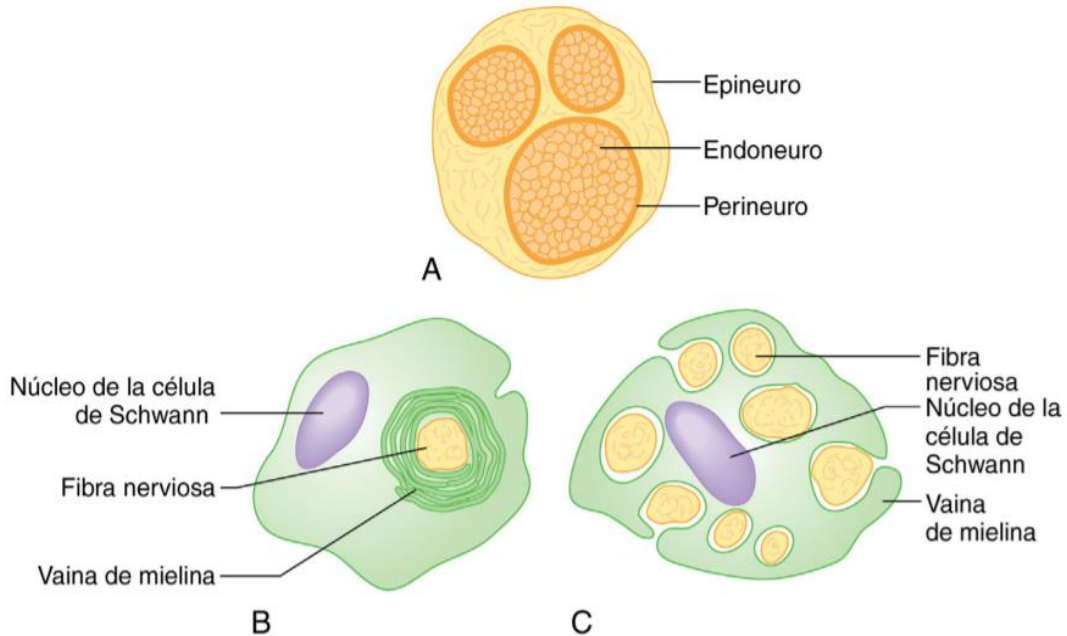 Epineuro
Endoneuro
Perineuro
A
Núcleo de la célula
de Schwann
Fibra nerviosa
Vaina de mielina
B
Fibra
nerviosa
Núcleo de la
célula de
Schwann
Vaina
de mielina
C